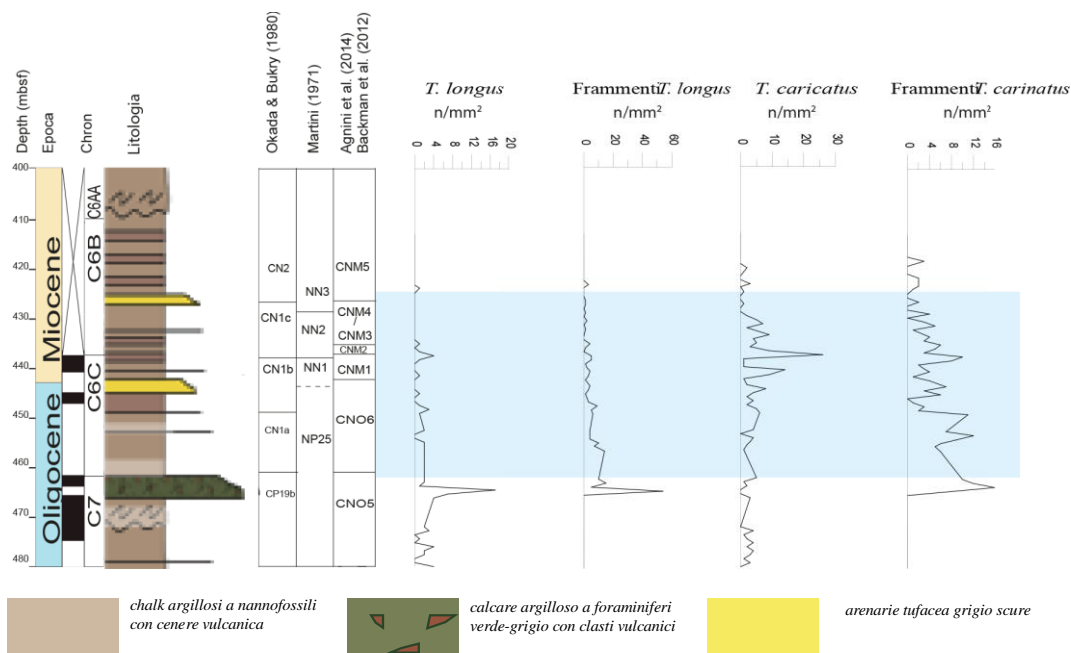 Depth (mbsf)
Epoca
Chron
Litologia
Okada & Bukry (1980)
Martini (1971)
Agnini et al. (2014)
Backman et al. (2012)
T. longus
n/mm²
Frammenti T. longus
n/mm²
T. caricatus
n/mm²
Frammenti T. carinatus
n/mm²
0 4 8 12 16 20
0 20 40 60
0 10 20 30
0 4 8 12 16
400
410
420
430
440
450
460
470
480
Miocene
Oligocene
C6AA
C6B
C6C
C7
CN2
CN1c
CN1b
CN1a
CP19b
NN3
NN2
NN1
NP25
CNM5
CNM4
/
CNM3
CNM2
CNM1
CNO6
CNO5
chalk argillosi a nannofossili
con cenere vulcanica
calcare argilloso a foraminiferi
verde-grigio con clasti vulcanici
arenarie tufacea grigio scure